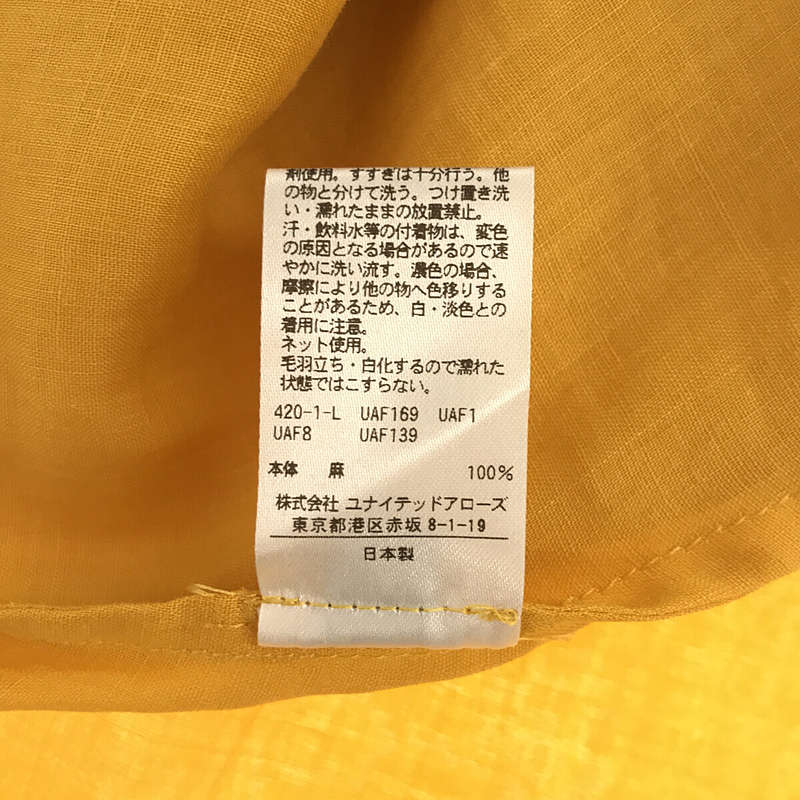 剤使用。すすぎは十分行う。他
の物と分けて洗う。つけ置き洗
い・濡れたままの放置禁止。
汗・飲料水等の付着物は、変色
の原因となる場合があるので速
やかに洗い流す。濃色の場合、
摩擦により他の物へ色移りする
ことがあるため、白・淡色との
着用に注意。
ネット使用。
毛羽立ち・白化するので濡れた
状態ではこすらない。
420-1-L UAF169 UAF1
UAF8 UAF139
本体 麻 100%
株式会社 ユナイテッドアローズ
東京都港区赤坂 8-1-19
日本製